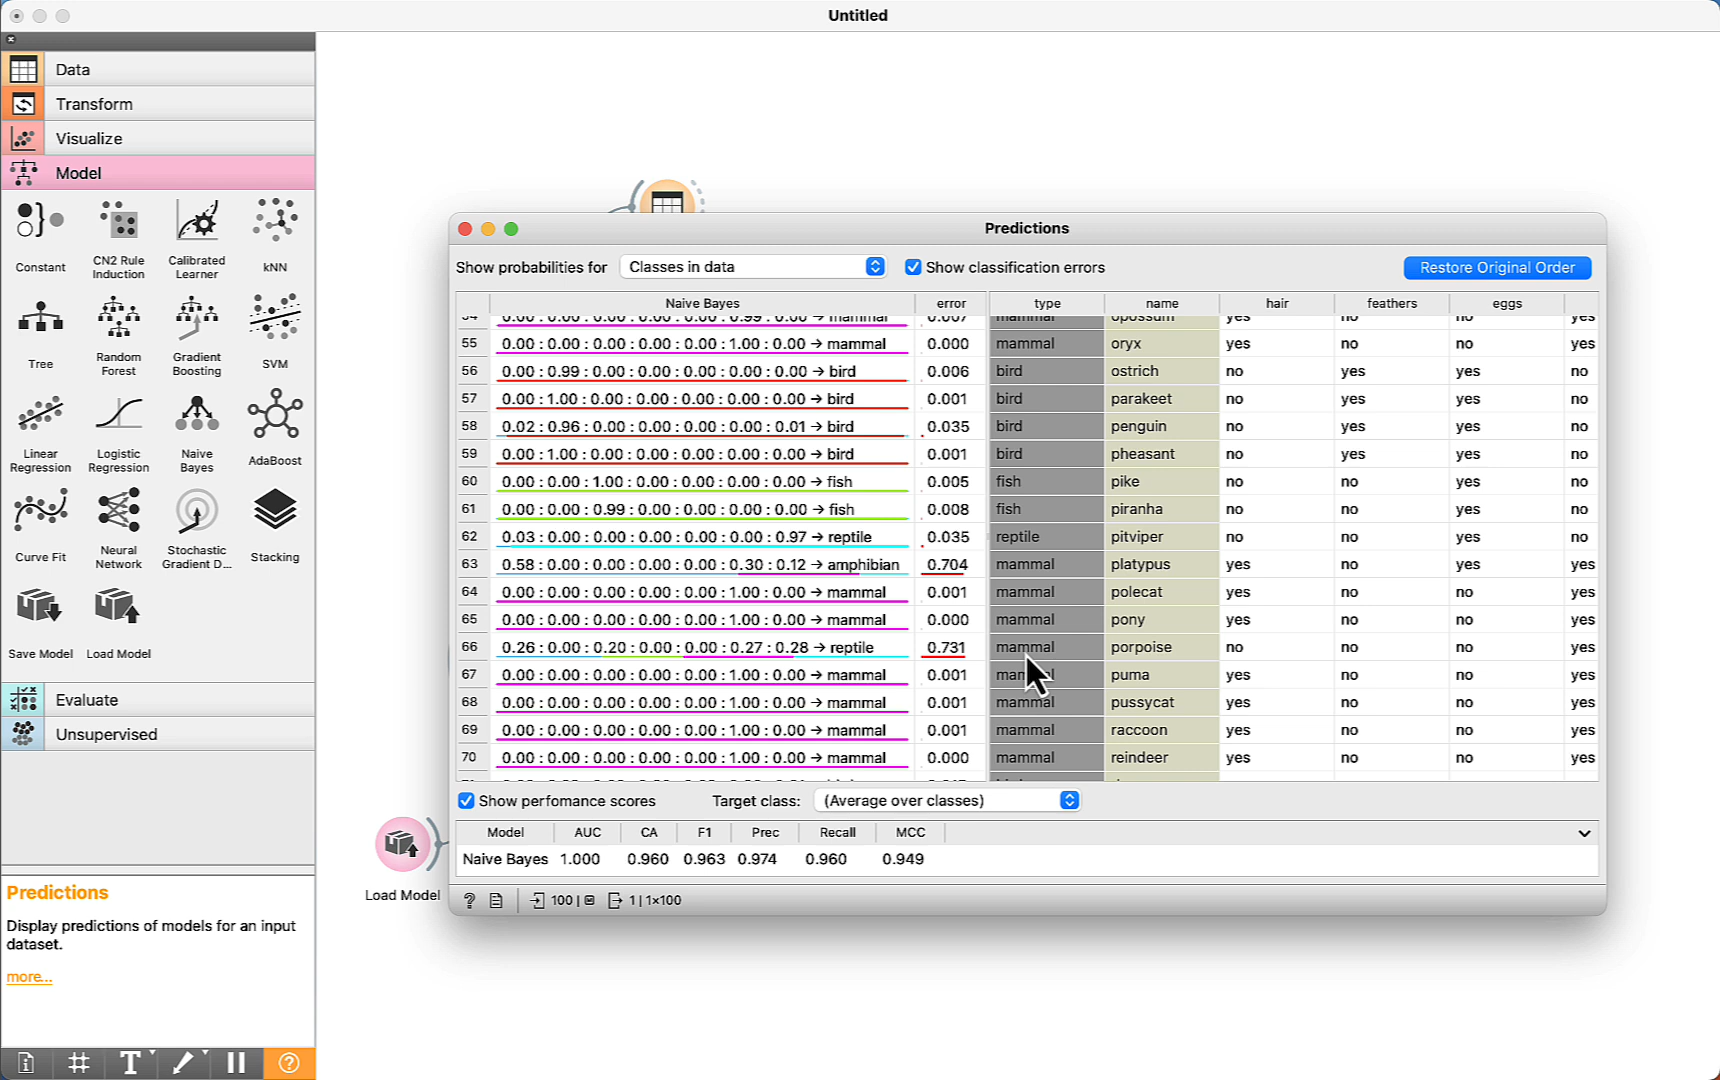 Untitled
Data
Transform
Visualize
Model
Constant
CN2 Rule Induction
Calibrated Learner
kNN
Tree
Random Forest
Gradient Boosting
SVM
Linear Regression
Logistic Regression
Naive Bayes
AdaBoost
Curve Fit
Neural Network
Stochastic Gradient D...
Stacking
Save Model
Load Model
Evaluate
Unsupervised
Predictions
Display predictions of models for an input
dataset.
more...
Load Model
Predictions
Show probabilities for Classes in data Show classification errors Restore Original Order
Naive Bayes error type name hair feathers eggs
54 0.00 : 0.00 : 0.00 : 0.00 : 0.00 : 0.99 : 0.00 → mammal 0.007 mammal opossum yes no no yes
55 0.00 : 0.00 : 0.00 : 0.00 : 0.00 : 1.00 : 0.00 → mammal 0.000 mammal oryx yes no no yes
56 0.00 : 0.99 : 0.00 : 0.00 : 0.00 : 0.00 : 0.00 → bird 0.006 bird ostrich no yes yes no
57 0.00 : 1.00 : 0.00 : 0.00 : 0.00 : 0.00 : 0.00 → bird 0.001 bird parakeet no yes yes no
58 0.02 : 0.96 : 0.00 : 0.00 : 0.00 : 0.00 : 0.01 → bird 0.035 bird penguin no yes yes no
59 0.00 : 1.00 : 0.00 : 0.00 : 0.00 : 0.00 : 0.00 → bird 0.001 bird pheasant no yes yes no
60 0.00 : 0.00 : 1.00 : 0.00 : 0.00 : 0.00 : 0.00 → fish 0.005 fish pike no no yes no
61 0.00 : 0.00 : 0.99 : 0.00 : 0.00 : 0.00 : 0.00 → fish 0.008 fish piranha no no yes no
62 0.03 : 0.00 : 0.00 : 0.00 : 0.00 : 0.00 : 0.97 → reptile 0.035 reptile pitviper no no yes no
63 0.58 : 0.00 : 0.00 : 0.00 : 0.00 : 0.30 : 0.12 → amphibian 0.704 mammal platypus yes no yes yes
64 0.00 : 0.00 : 0.00 : 0.00 : 0.00 : 1.00 : 0.00 → mammal 0.001 mammal polecat yes no no yes
65 0.00 : 0.00 : 0.00 : 0.00 : 0.00 : 1.00 : 0.00 → mammal 0.000 mammal pony yes no no yes
66 0.26 : 0.00 : 0.20 : 0.00 : 0.00 : 0.27 : 0.28 → reptile 0.731 mammal porpoise no no no yes
67 0.00 : 0.00 : 0.00 : 0.00 : 0.00 : 1.00 : 0.00 → mammal 0.001 mammal puma yes no no yes
68 0.00 : 0.00 : 0.00 : 0.00 : 0.00 : 1.00 : 0.00 → mammal 0.001 mammal pussycat yes no no yes
69 0.00 : 0.00 : 0.00 : 0.00 : 0.00 : 1.00 : 0.00 → mammal 0.001 mammal raccoon yes no no yes
70 0.00 : 0.00 : 0.00 : 0.00 : 0.00 : 1.00 : 0.00 → mammal 0.000 mammal reindeer yes no no yes
Show perfomance scores Target class: (Average over classes)
Model AUC CA F1 Prec Recall MCC
Naive Bayes 1.000 0.960 0.963 0.974 0.960 0.949
? 100 | 1 | 1×100